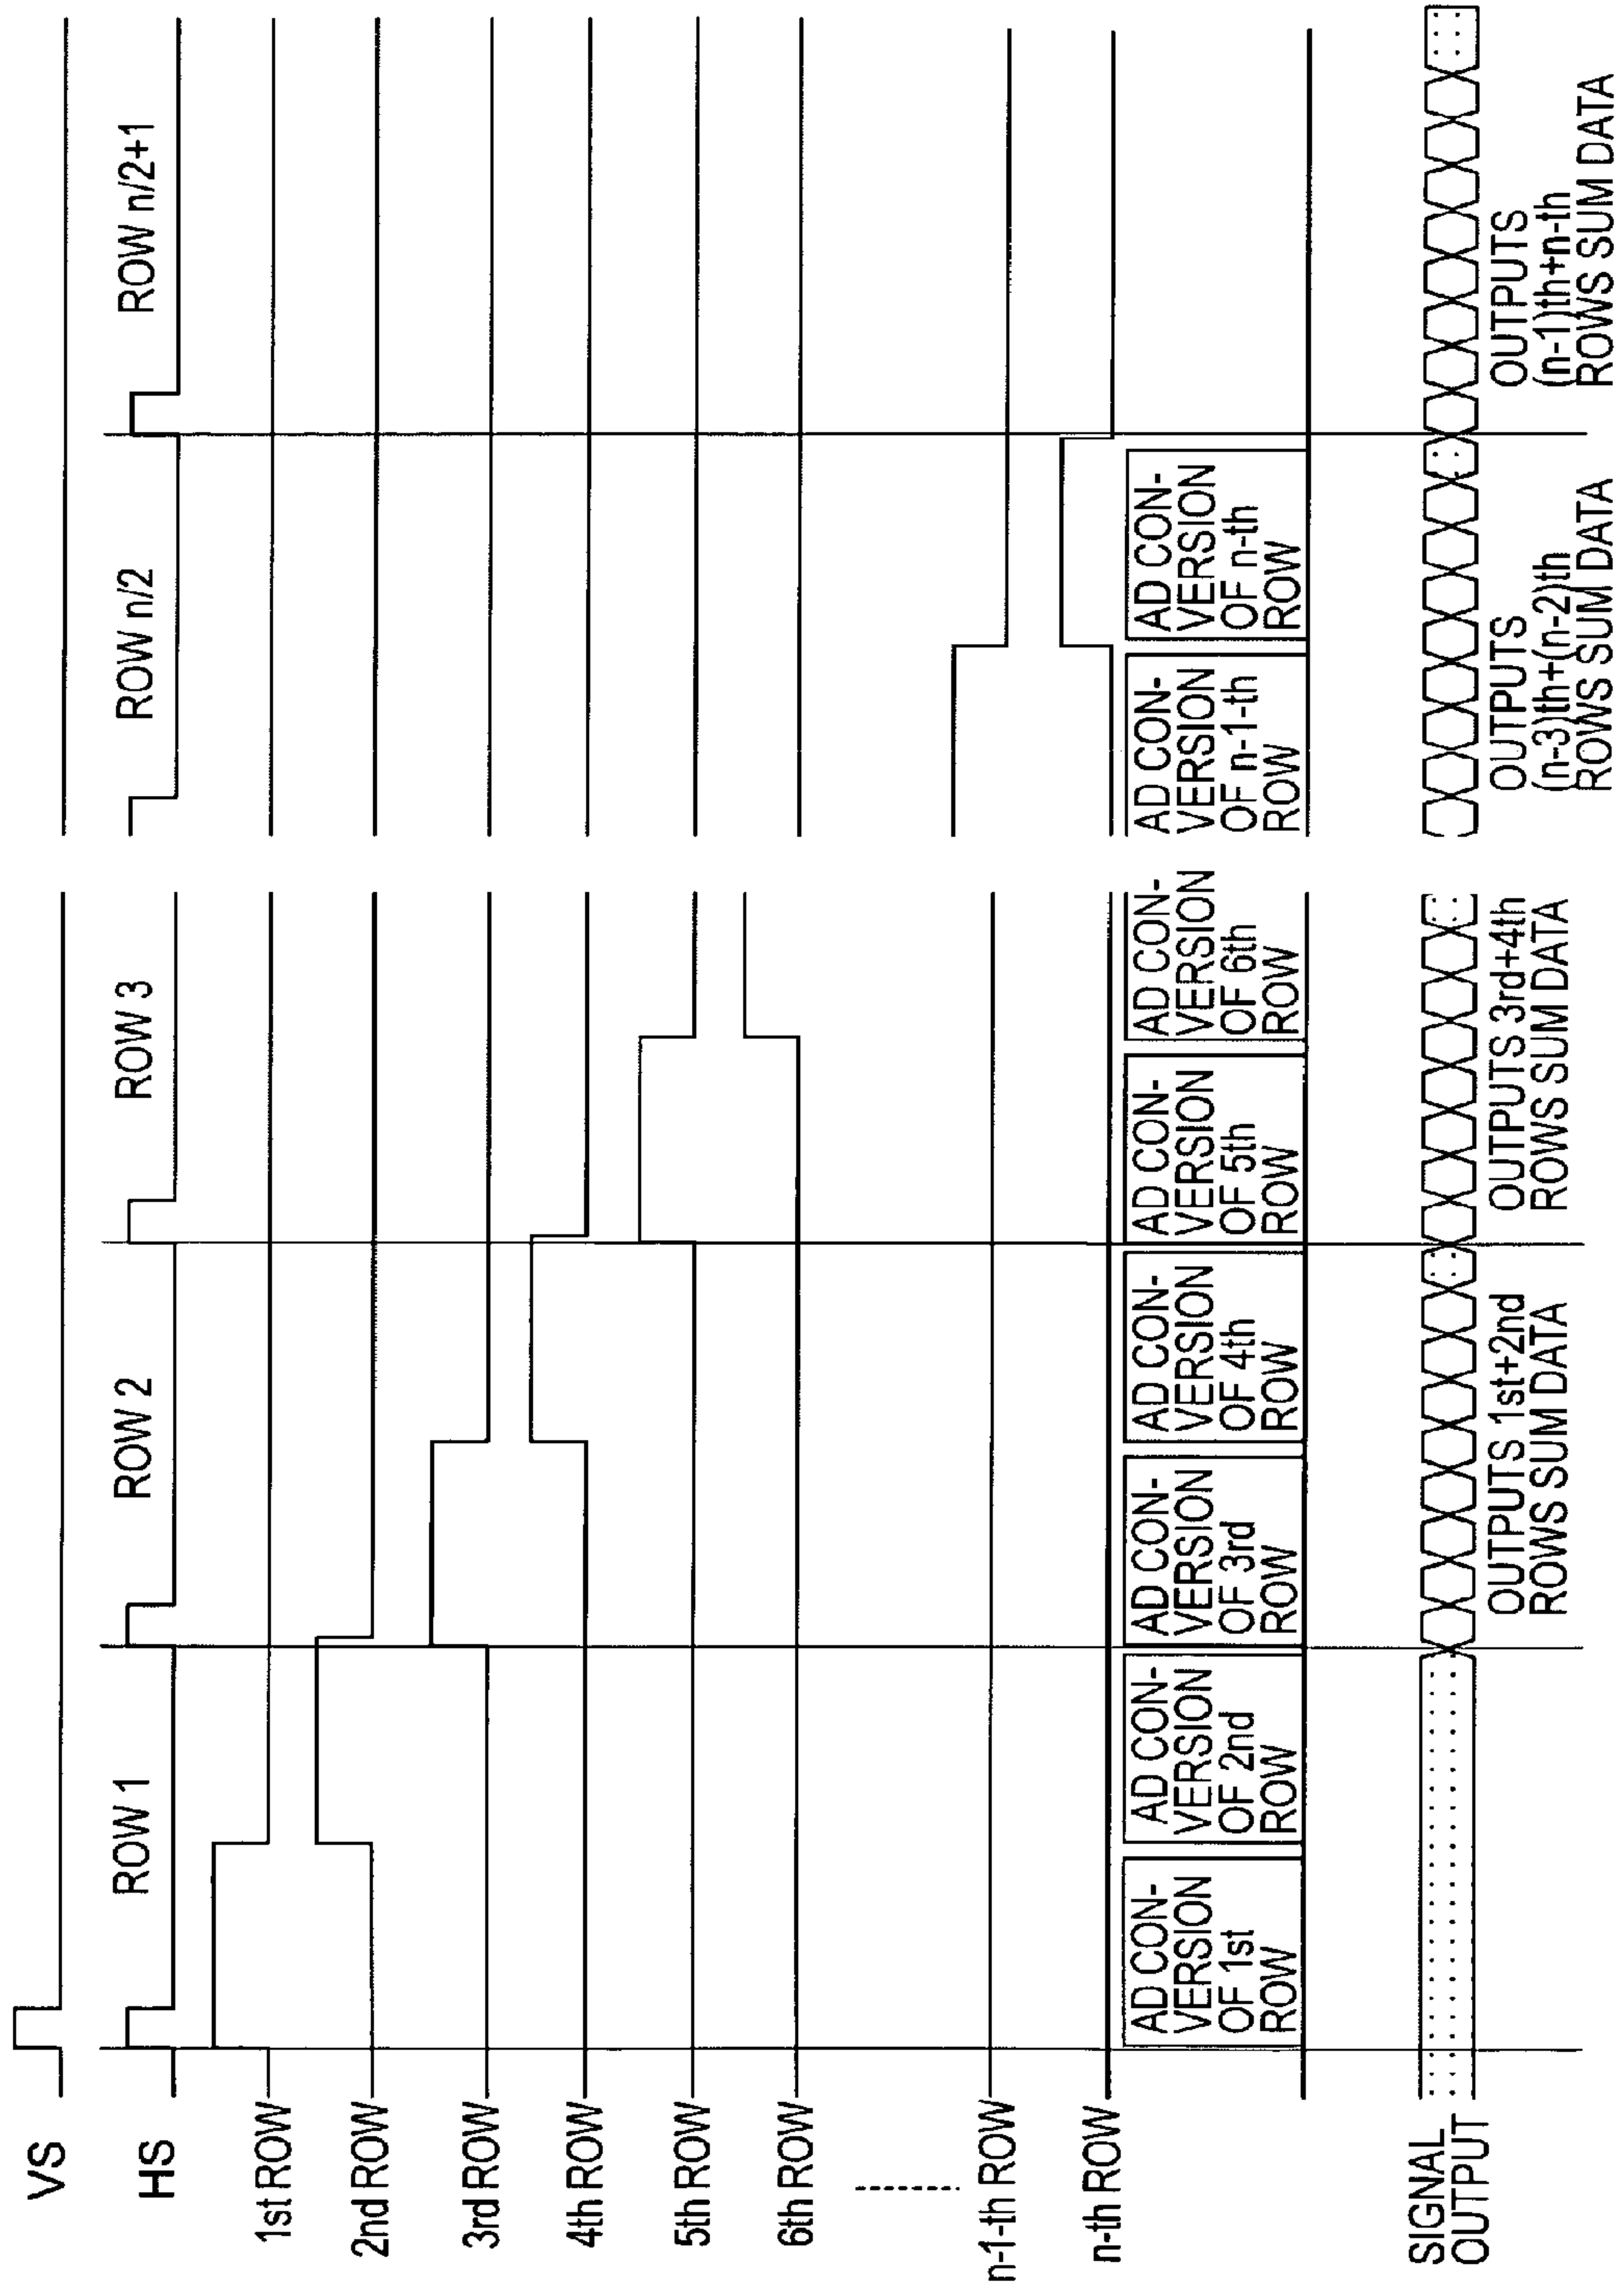 VS
HS
ROW 1
ROW 2
ROW 3
ROW n/2
ROW n/2+1
1st ROW
2nd ROW
3rd ROW
4th ROW
5th ROW
6th ROW
n-1-th ROW
n-th ROW
AD CON-
VERSION
OF 1st
ROW
AD CON-
VERSION
OF 2nd
ROW
AD CON-
VERSION
OF 3rd
ROW
AD CON-
VERSION
OF 4th
ROW
AD CON-
VERSION
OF 5th
ROW
AD CON-
VERSION
OF 6th
ROW
AD CON-
VERSION
OF n-1-th
ROW
AD CON-
VERSION
OF n-th
ROW
SIGNAL
OUTPUT
OUTPUTS 1st+2nd
ROWS SUM DATA
OUTPUTS 3rd+4th
ROWS SUM DATA
OUTPUTS
(n-3)th+(n-2)th
ROWS SUM DATA
OUTPUTS
(n-1)th+n-th
ROWS SUM DATA